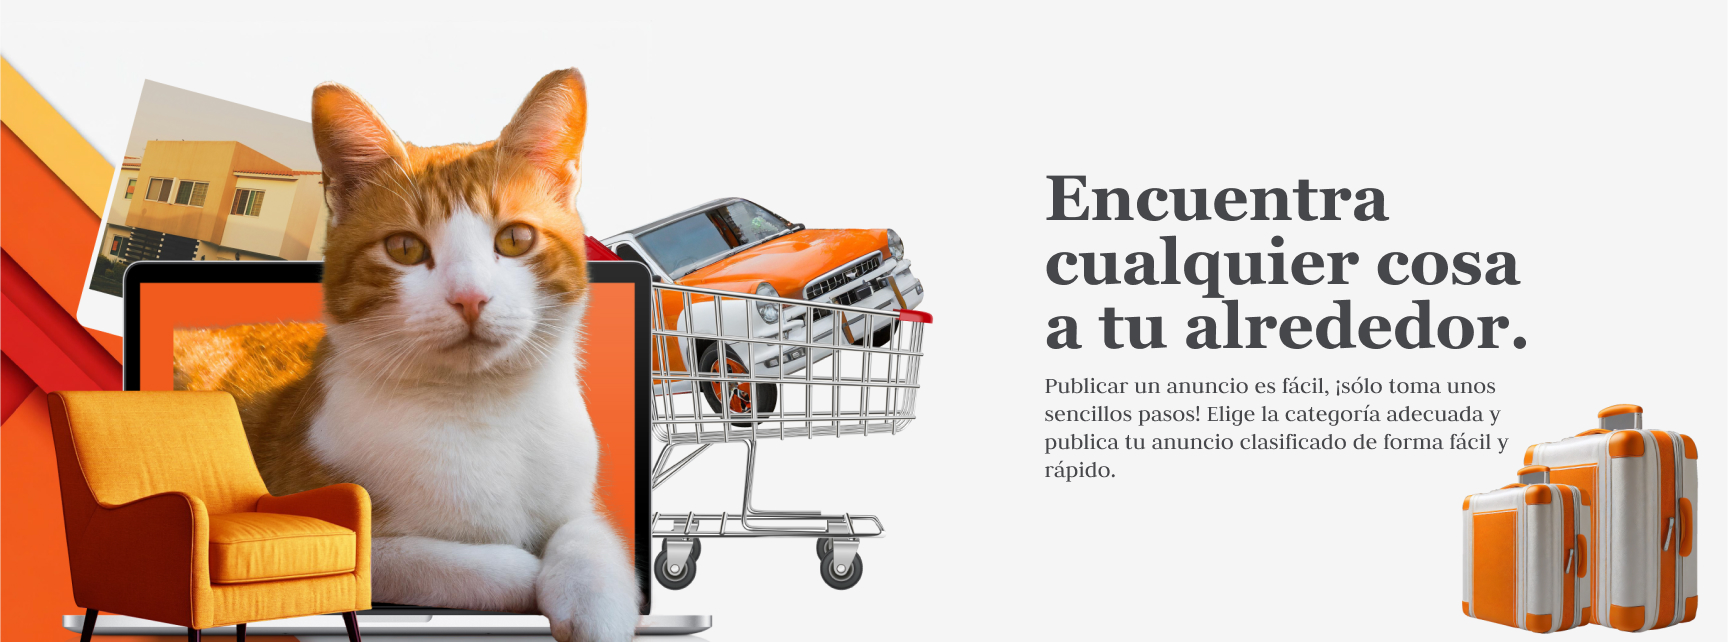 Encuentra
cualquier cosa
a tu alrededor.
Publicar un anuncio es fácil, ¡sólo toma unos
sencillos pasos! Elige la categoría adecuada y
publica tu anuncio clasificado de forma fácil y
rápido.